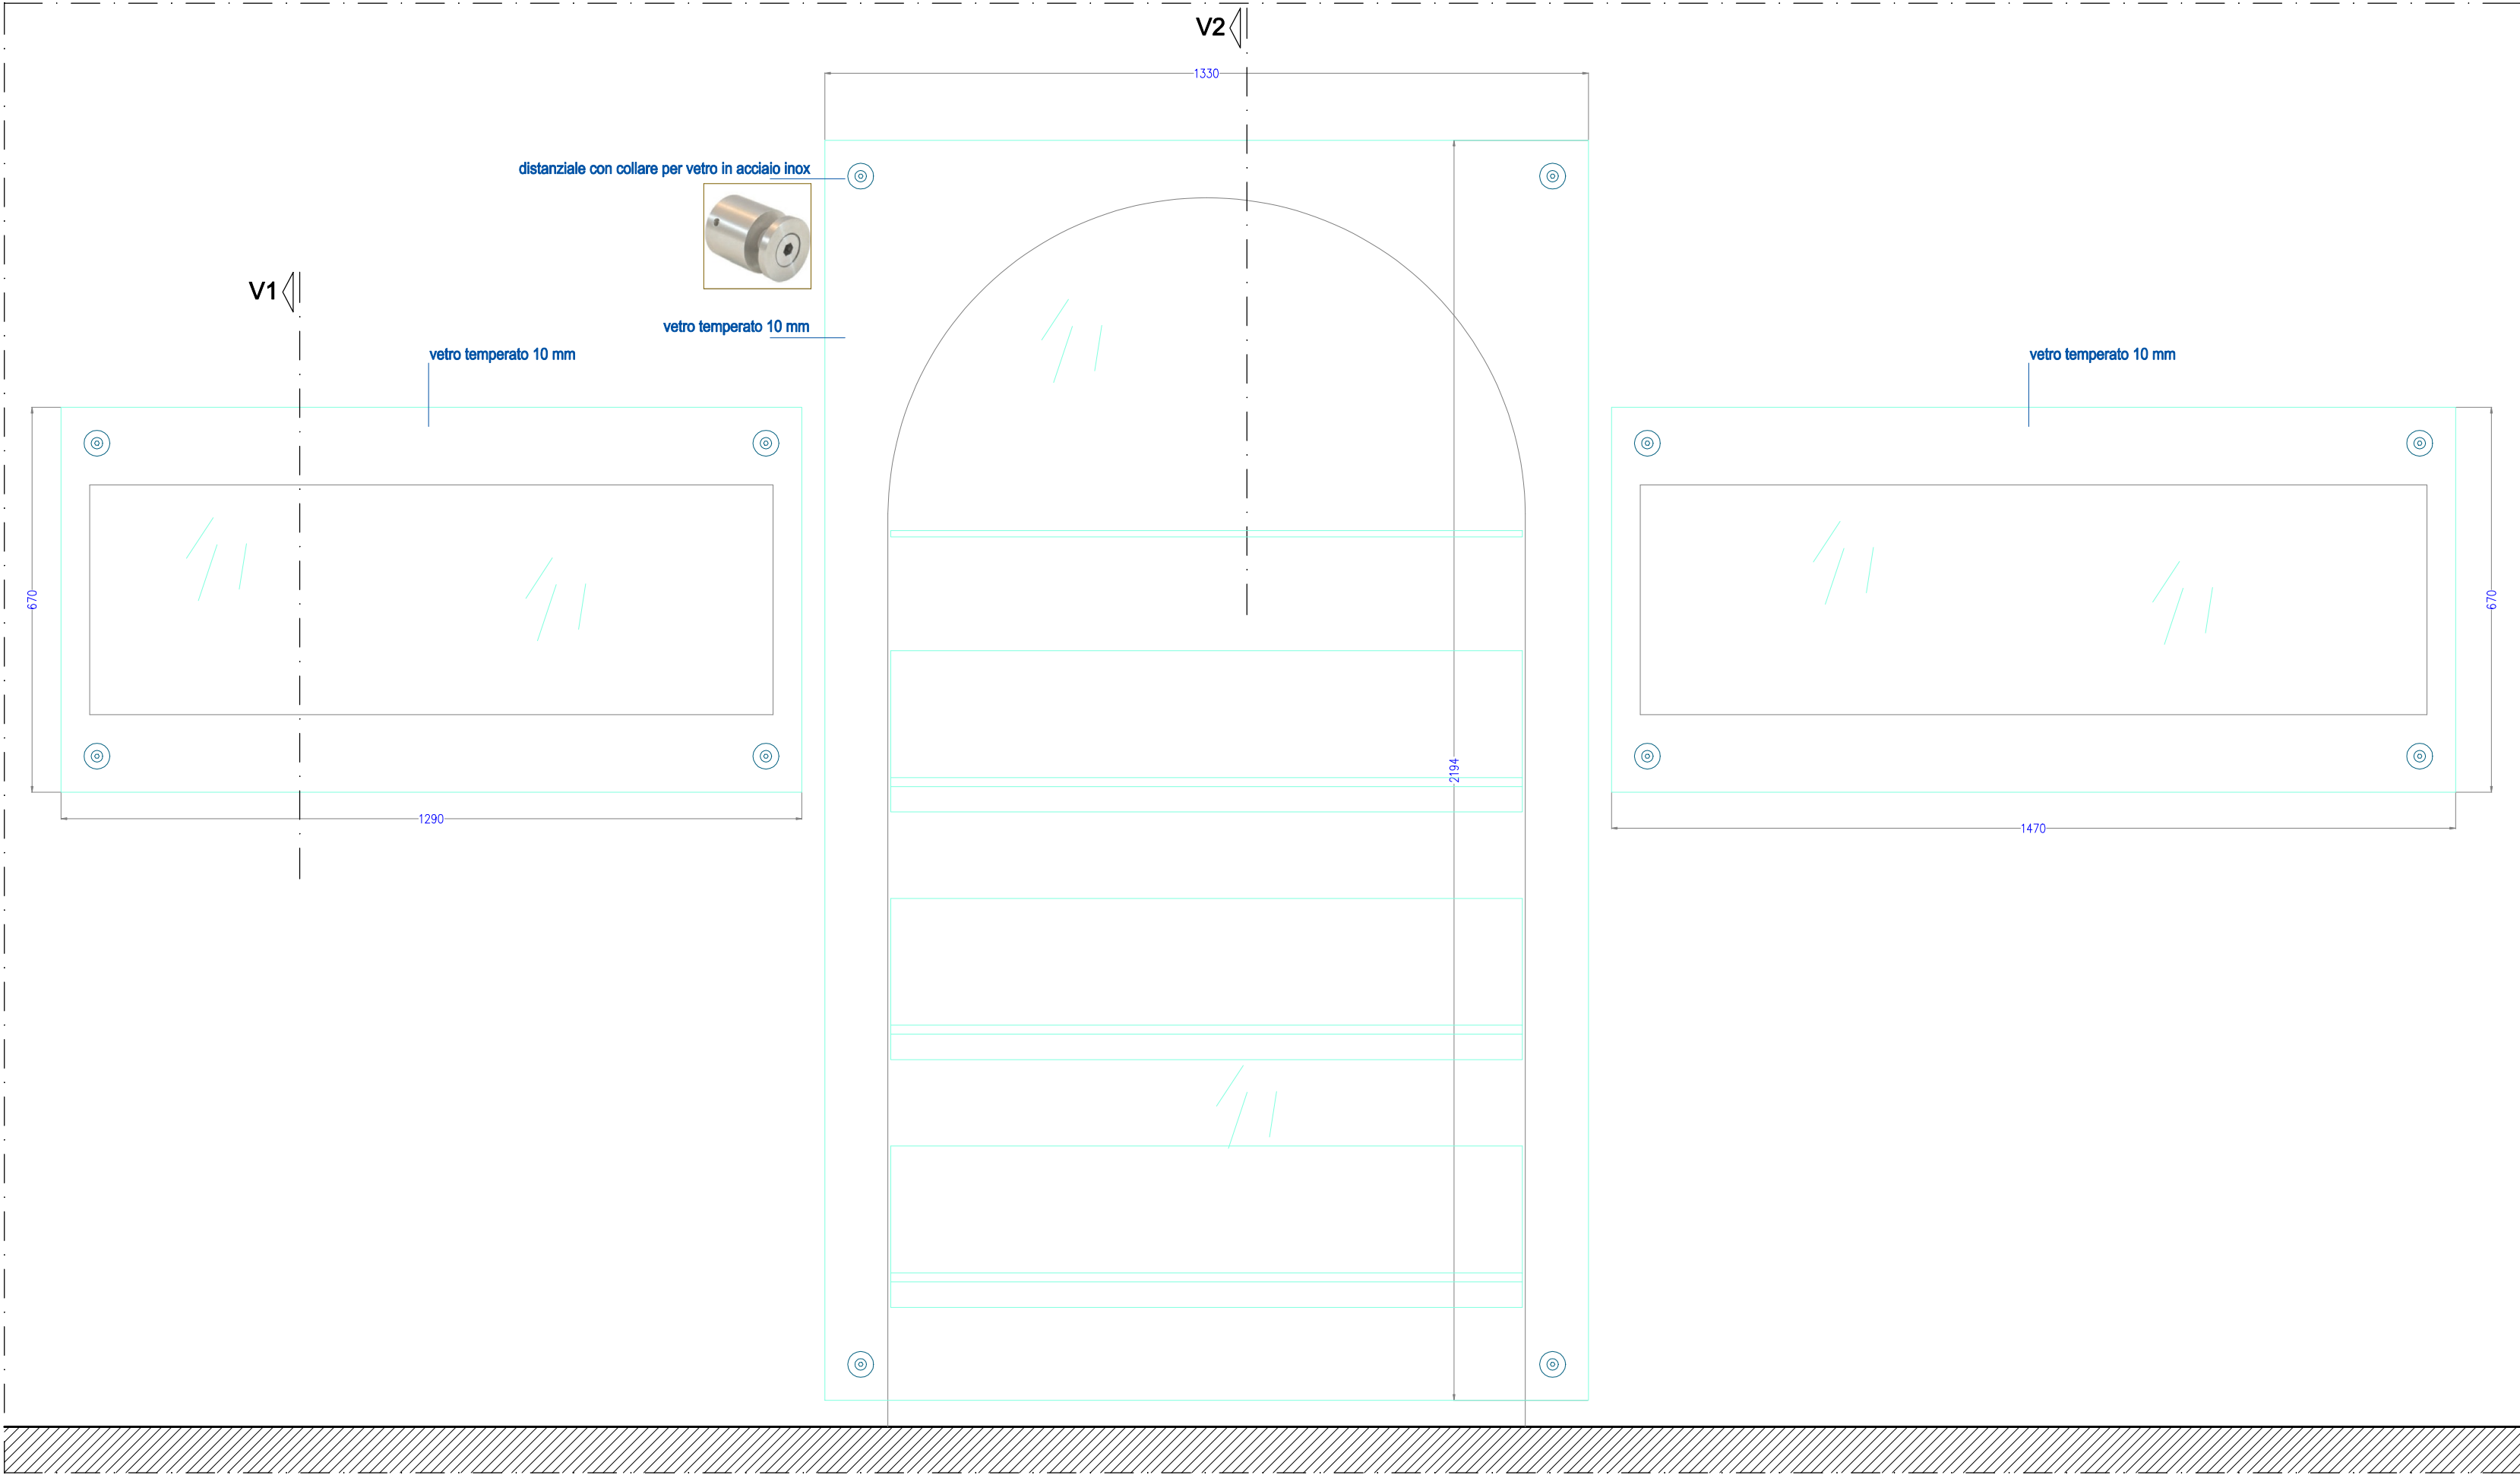 V2
1330
distanziale con collare per vetro in acciaio inox
V1
vetro temperato 10 mm
vetro temperato 10 mm
vetro temperato 10 mm
670
670
2194
1290
1470